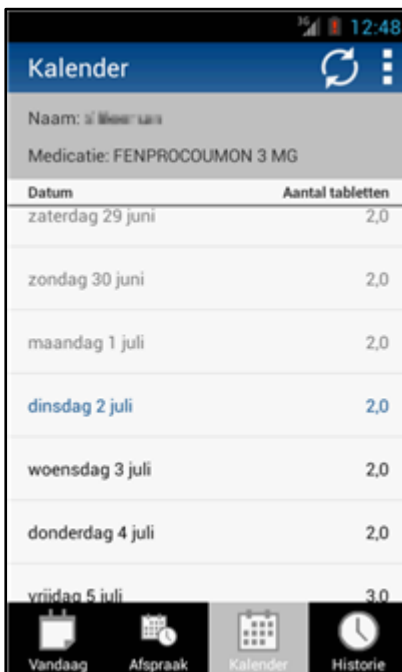 3G 12:48
Kalender
Naam:
Medicatie: FENPROCOUMON 3 MG
Datum Aantal tabletten
zaterdag 29 juni 2,0
zondag 30 juni 2,0
maandag 1 juli 2,0
dinsdag 2 juli 2,0
woensdag 3 juli 2,0
donderdag 4 juli 2,0
vrijdag 5 juli 3,0
Vandaag Afspraak Kalender Historie